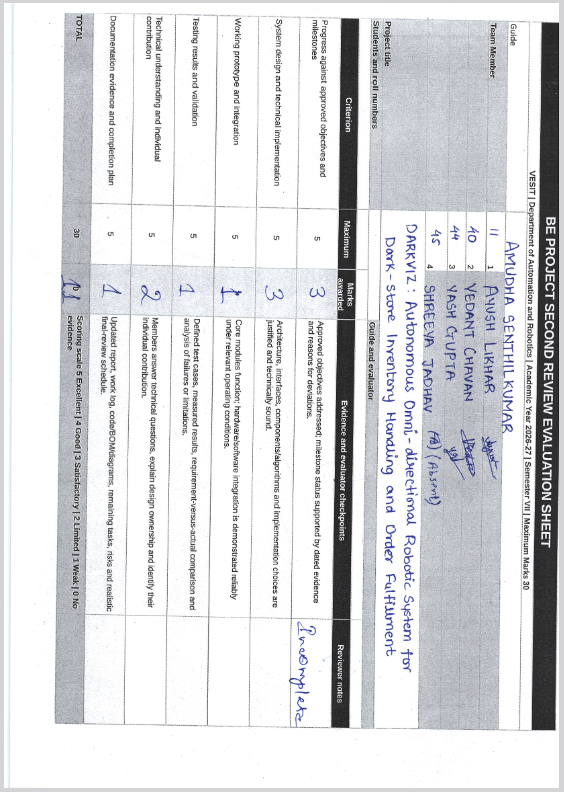 BE PROJECT SECOND REVIEW EVALUATION SHEET
VESIT | Department of Automation and Robotics | Academic Year 2026-27 | Semester VII | Maximum Marks 30
Guide AMUDHA SENTHILKUMAR
Team Member 11 1 AYUSH LIKHAR
40 2 VEDANT CHAVAN
44 3 YASH GUPTA
45 4 SHREEYA JADHAV (Absent)
Project title DARKVIZ: Autonomous Omni-directional Robotic System for
Dark-Store Inventory Handling and Order Fulfillment
Students and roll numbers
Guide and evaluator
Criterion Maximum Marks awarded Evidence and evaluator checkpoints Reviewer notes
Progress against approved objectives and milestones 5 3 Approved objectives addressed; milestone status supported by dated evidence and reasons for deviations. Incomplete
System design and technical implementation 5 3 Architecture, interfaces, components/algorithms and implementation choices are justified and technically sound.
Working prototype and integration 5 1 Core modules function; hardware/software integration is demonstrated reliably under relevant operating conditions.
Testing results and validation 5 1 Defined test cases, measured results, requirement-versus-actual comparison and analysis of failures or limitations.
Technical understanding and individual contribution 5 2 Members answer technical questions, explain design ownership and identify their individual contribution.
Documentation evidence and completion plan 5 1 Updated report, work log, code/BOM/diagrams, remaining tasks, risks and realistic final-review schedule.
TOTAL 30 11 Scoring scale 5 Excellent | 4 Good | 3 Satisfactory | 2 Limited | 1 Weak | 0 No evidence